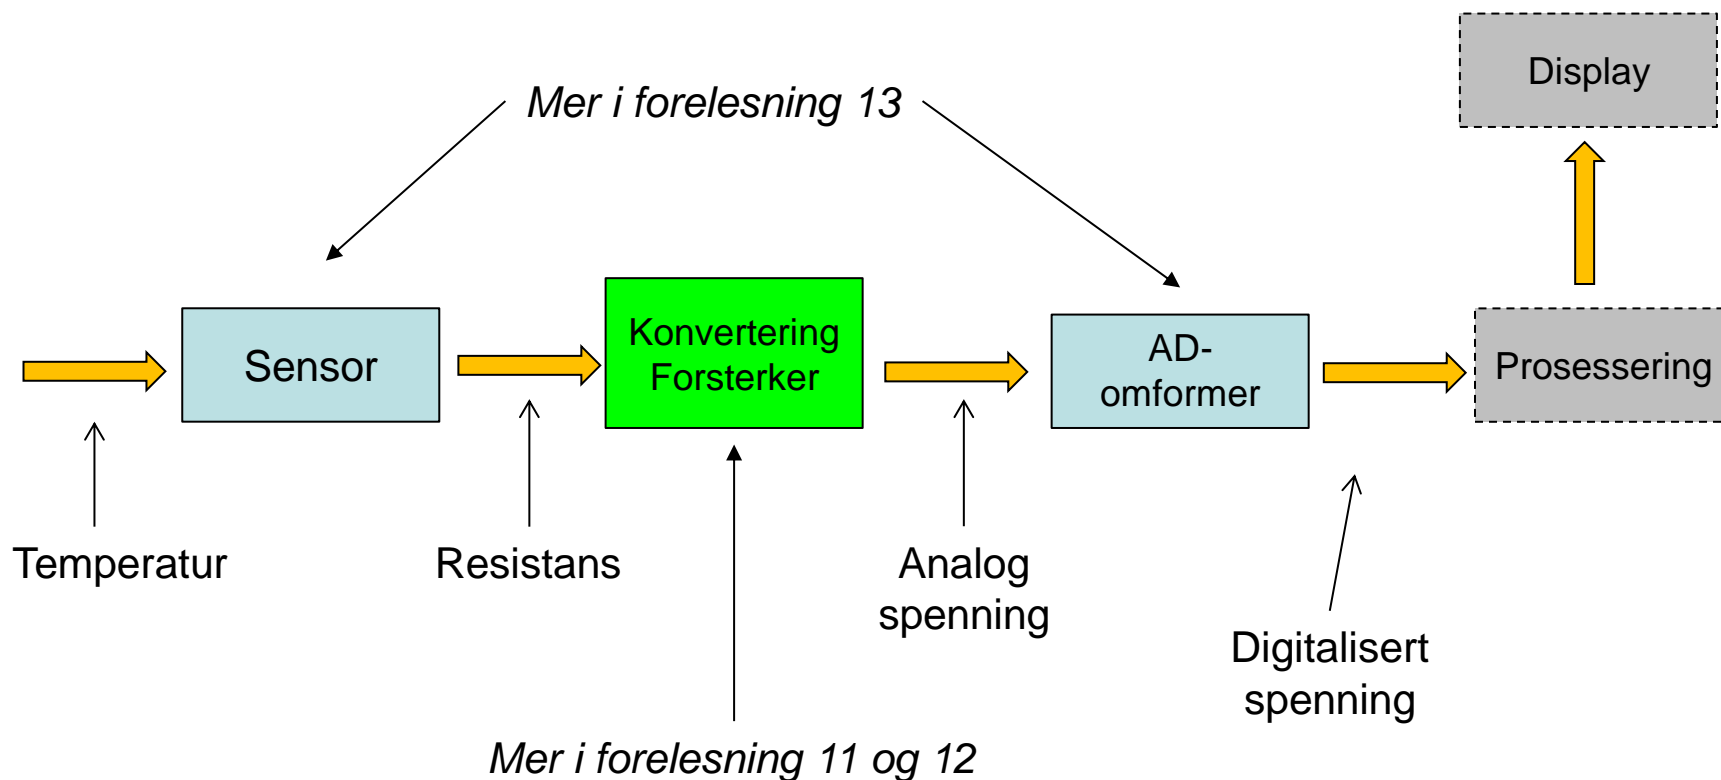 Display
Mer i forelesning 13
Sensor
Konvertering
Forsterker
AD-
omformer
Prosessering
Temperatur
Resistans
Analog
spenning
Digitalisert
spenning
Mer i forelesning 11 og 12